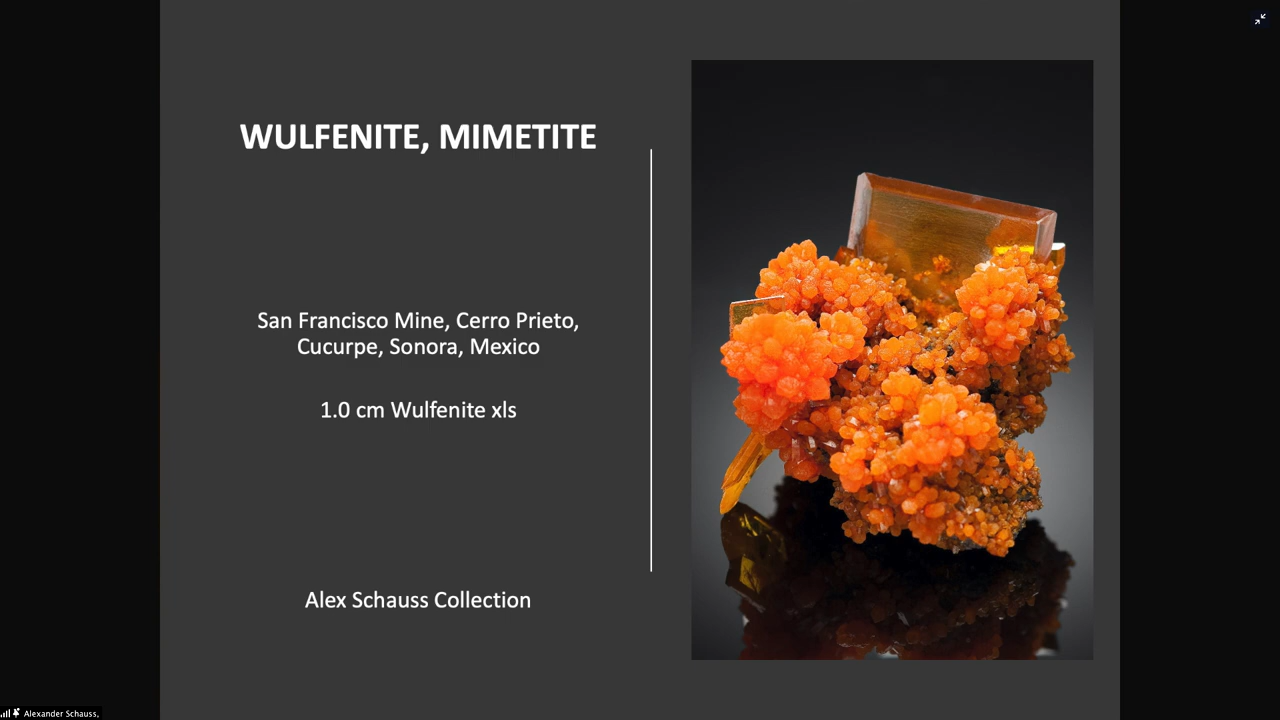 WULFENITE, MIMETITE
San Francisco Mine, Cerro Prieto,
Cucurpe, Sonora, Mexico
1.0 cm Wulfenite xls
Alex Schauss Collection
Alexander Schauss,